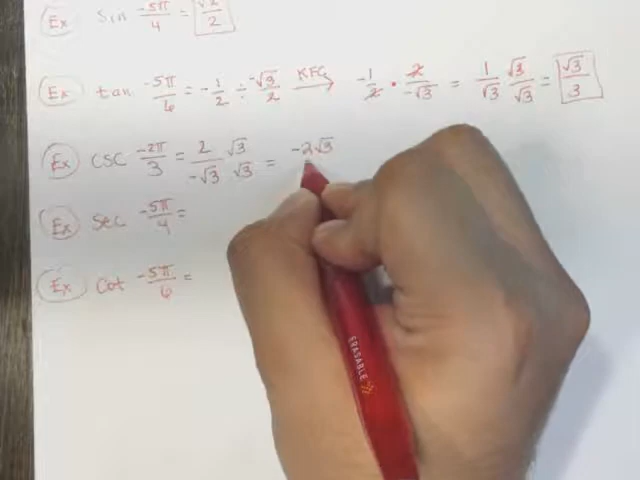 Ex sin -5π/4 = √2/2
Ex tan -5π/6 = -1/2 ÷ -√3/2 KFC → -1/2 · 2/-√3 = 1/√3 √3/√3 = √3/3
Ex csc -2π/3 = 2/-√3 √3/√3 = -2√3
Ex sec -5π/4 =
Ex cot -5π/6 =
ERASABLE